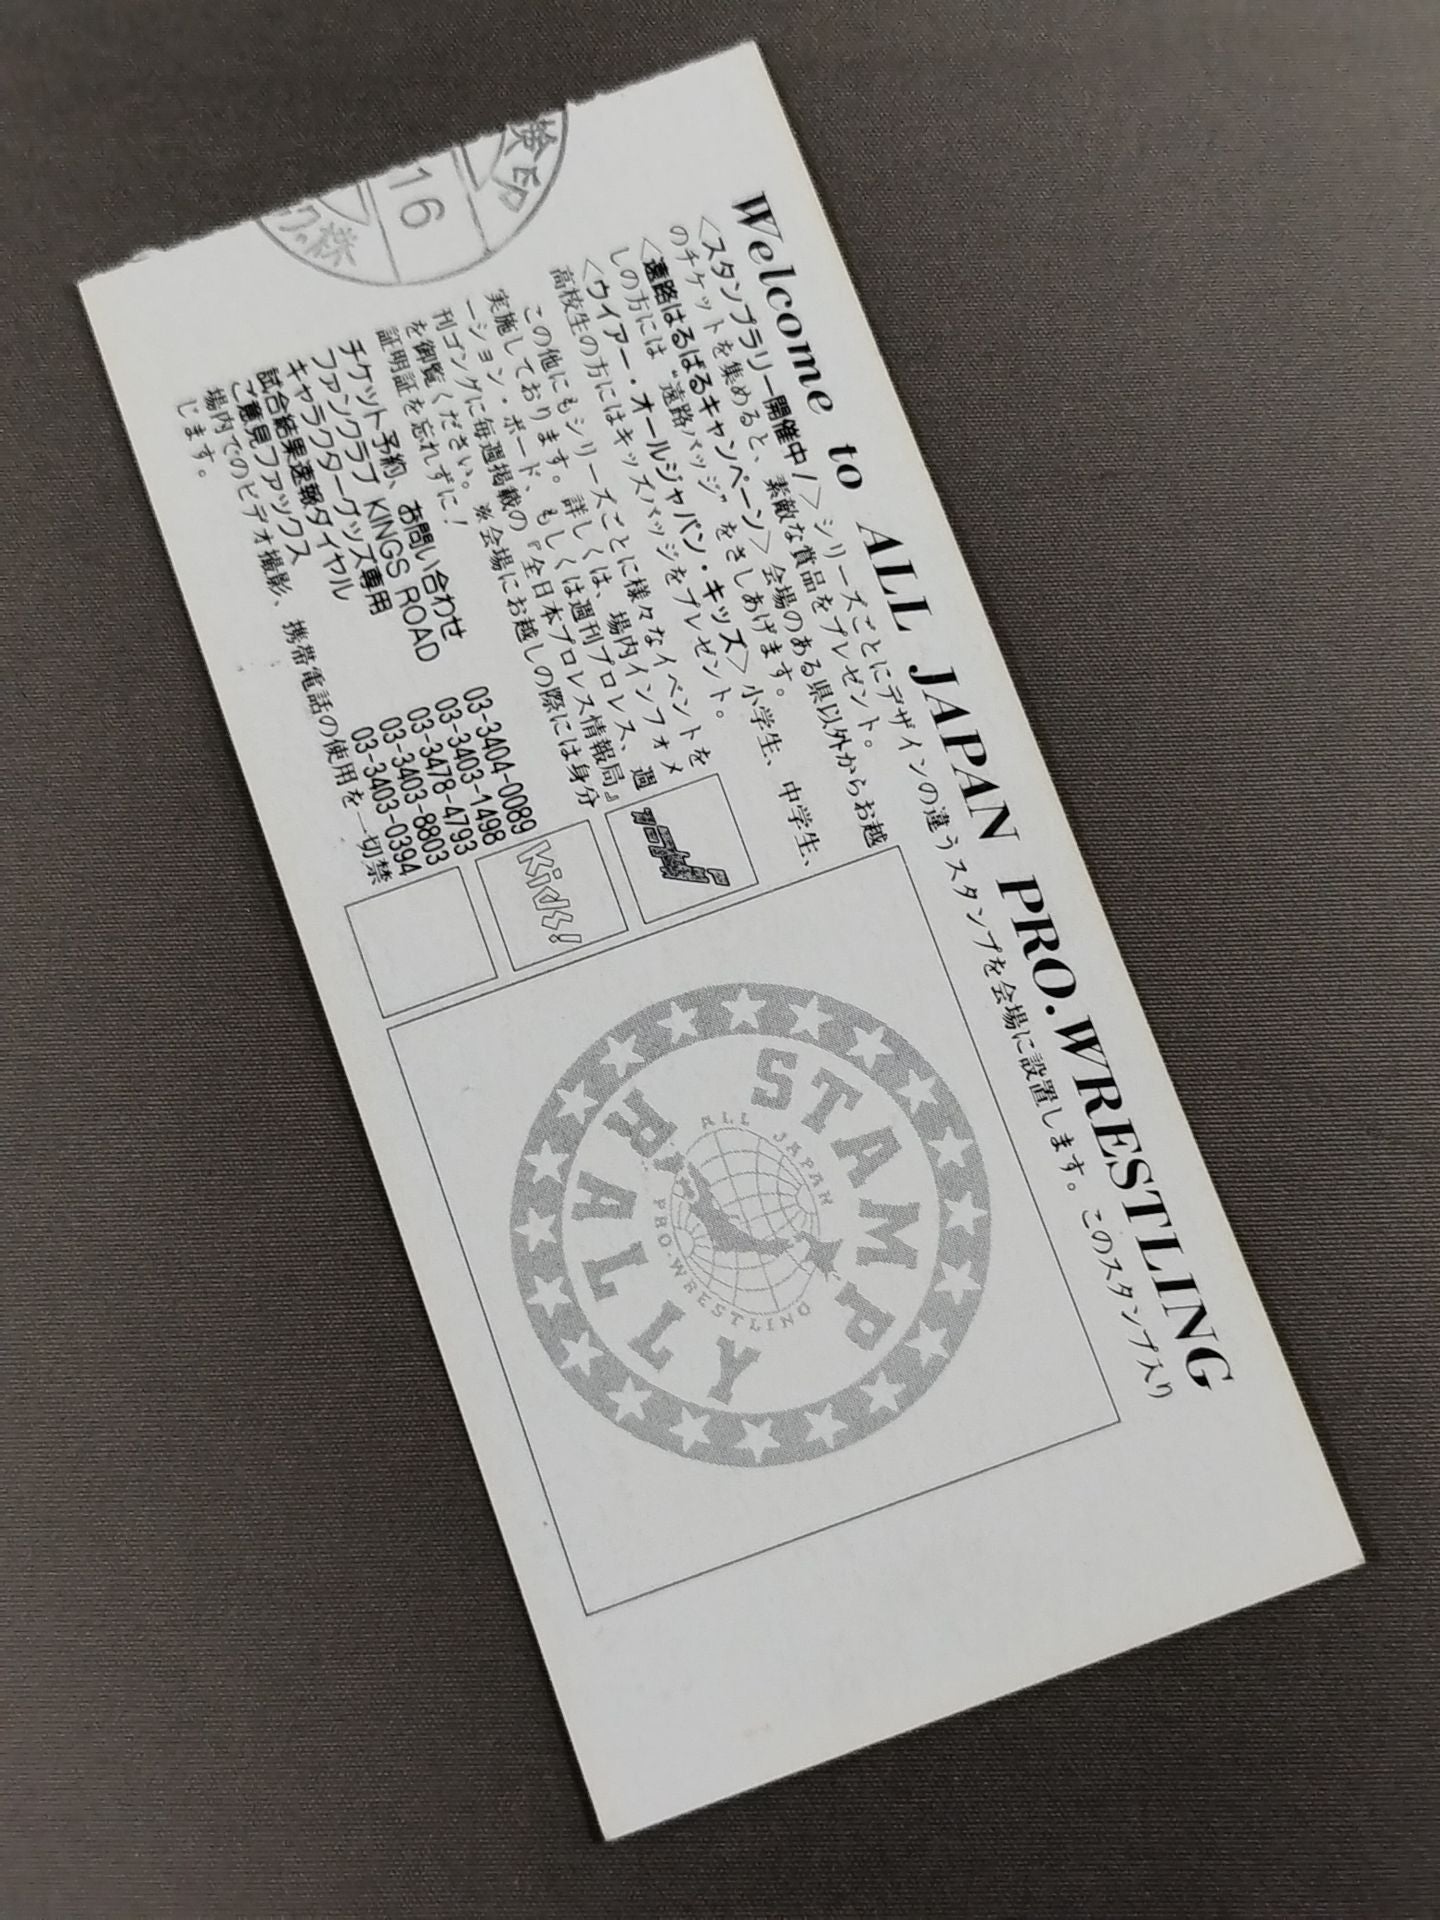 Welcome to ALL JAPAN PRO.WRESTLING
<スタンプラリー開催中!>シリーズごとにデザインの違うスタンプを会場に設置します。このスタンプ入り
のチケットを集めると、素敵な賞品をプレゼント。
<遠路はるばるキャンペーン>会場のある県以外からお越
しの方には“遠路バッジ”をさしあげます。
<ウイアー・オールジャパン・キッズ>小学生、中学生、
高校生の方にはキッズバッジをプレゼント。
この他にもシリーズごとに様々なイベントを
実施しております。詳しくは、場内インフォメ
ーション・ボード、もしくは週刊プロレス、週
刊ゴングに毎週掲載の『全日本プロレス情報局』
を御覧ください。※会場にお越しの際には身分
証明証を忘れずに!
チケット予約、お問い合わせ 03-3404-0089
ファンクラブ KINGS ROAD 03-3403-1498
キャラクターグッズ専用 03-3478-4793
試合結果速報ダイヤル 03-3403-8803
ご意見ファックス 03-3403-0394
場内でのビデオ撮影、携帯電話の使用を一切禁
じます。
Kids!
STAMP
RALLY
ALL JAPAN
PRO.WRESTLING
検印
16
株